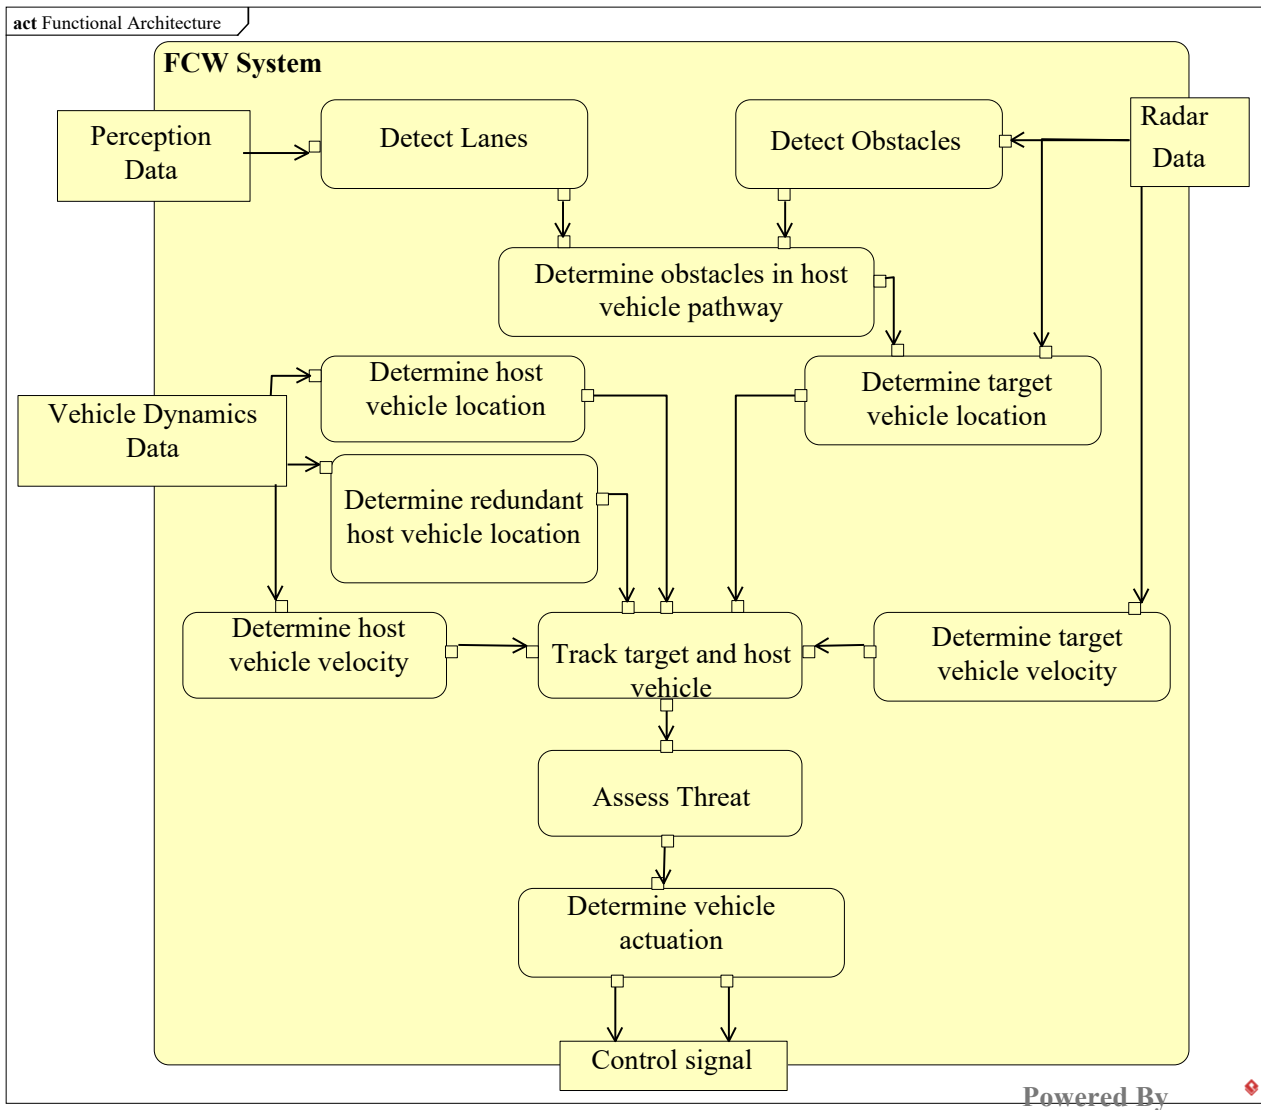 act Functional Architecture
FCW System
Perception
Data
Detect Lanes
Detect Obstacles
Radar
Data
Determine obstacles in host
vehicle pathway
Determine host
vehicle location
Determine target
vehicle location
Vehicle Dynamics
Data
Determine redundant
host vehicle location
Determine host
vehicle velocity
Track target and host
vehicle
Determine target
vehicle velocity
Assess Threat
Determine vehicle
actuation
Control signal
Powered By